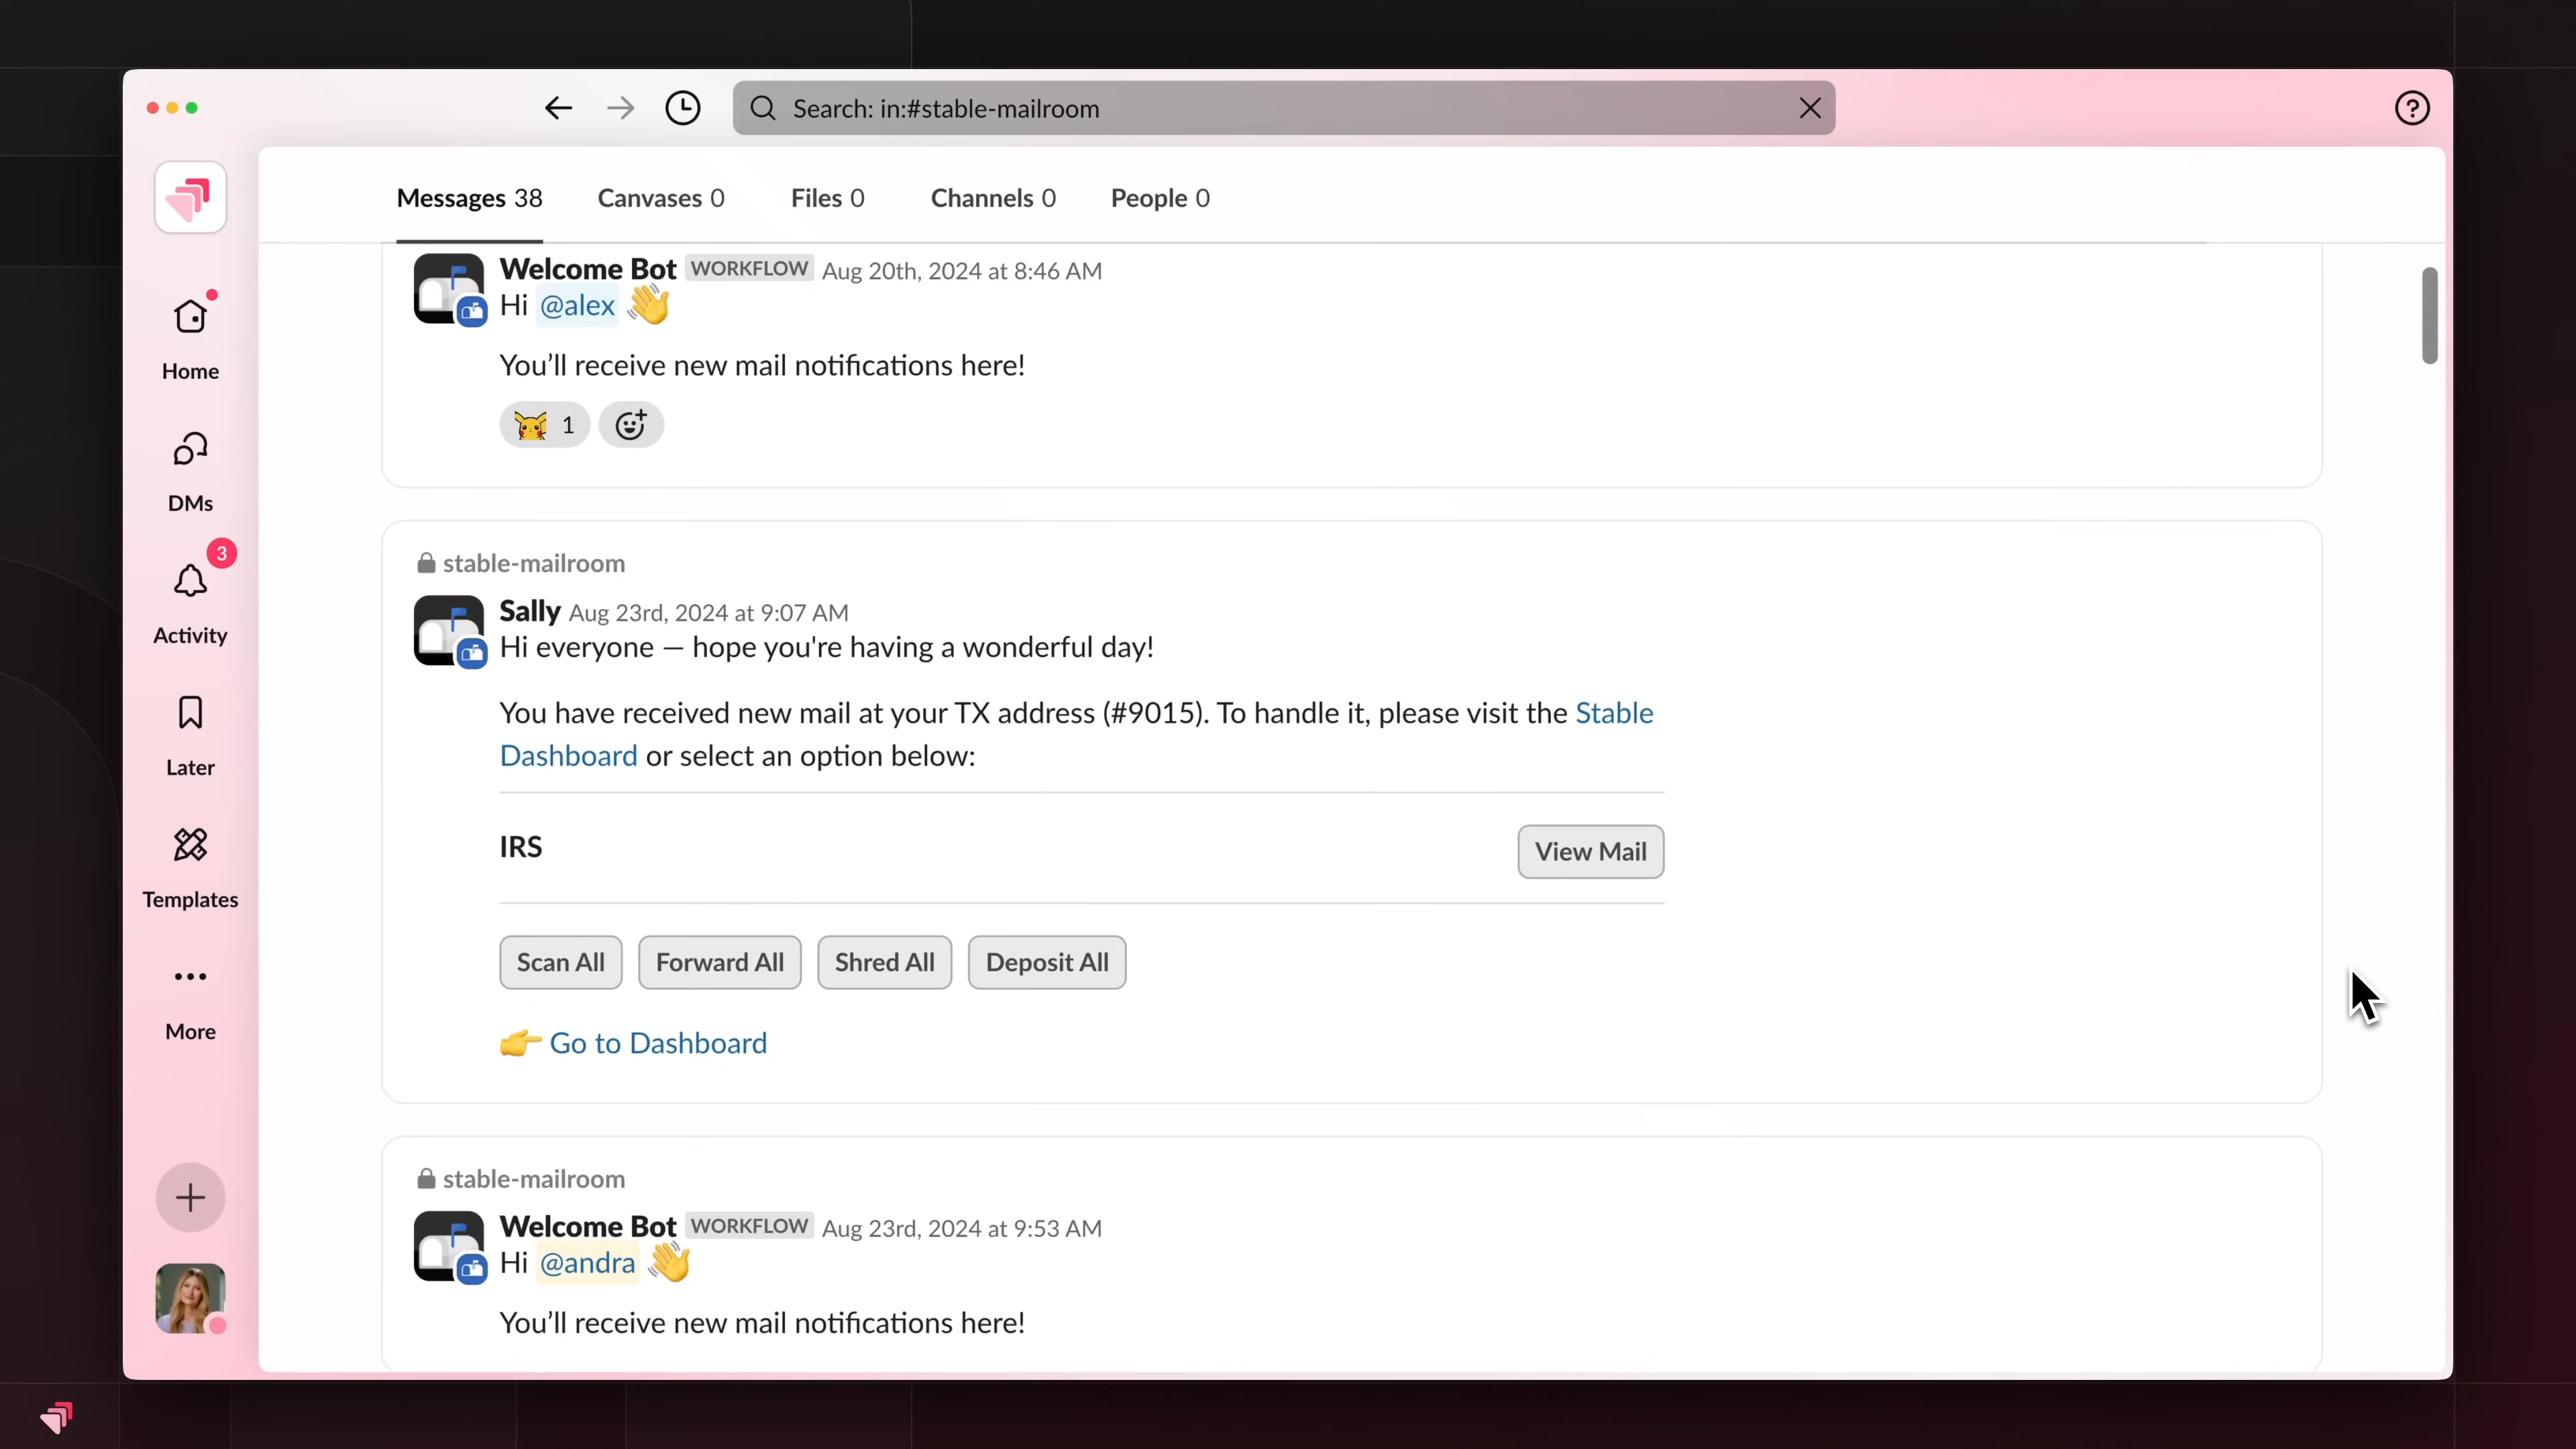 Search: in:#stable-mailroom
Messages 38
Canvases 0
Files 0
Channels 0
People 0
Home
DMs
3
Activity
Later
Templates
More
Welcome Bot WORKFLOW Aug 20th, 2024 at 8:46 AM
Hi @alex
You’ll receive new mail notifications here!
1
stable-mailroom
Sally Aug 23rd, 2024 at 9:07 AM
Hi everyone — hope you're having a wonderful day!
You have received new mail at your TX address (#9015). To handle it, please visit the Stable
Dashboard or select an option below:
IRS
View Mail
Scan All
Forward All
Shred All
Deposit All
Go to Dashboard
stable-mailroom
Welcome Bot WORKFLOW Aug 23rd, 2024 at 9:53 AM
Hi @andra
You’ll receive new mail notifications here!